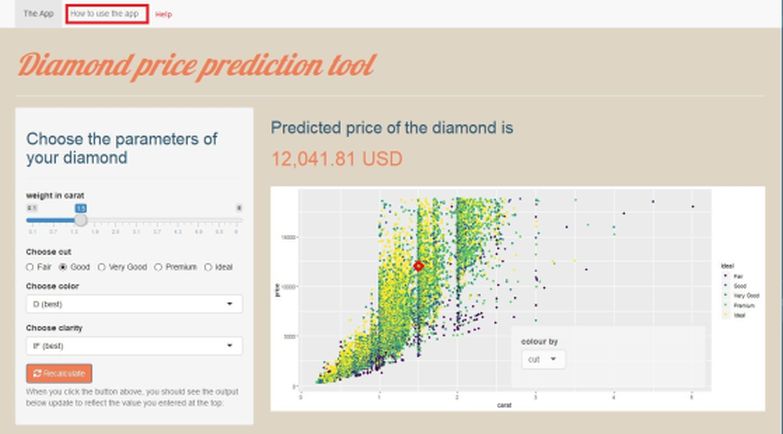 The App
How to use the app
Help
Diamond price prediction tool
Choose the parameters of
your diamond
weight in carat
0.1
1.5
6
Choose cut
Fair
Good
Very Good
Premium
Ideal
Choose color
D (best)
Choose clarity
IF (best)
Recalculate
When you click the button above, you should see the output
below update to reflect the value you entered at the top:
Predicted price of the diamond is
12,041.81 USD
price
15000
10000
5000
0
0
1
2
3
4
5
carat
colour by
cut
Ideal
Fair
Good
Very Good
Premium
Ideal